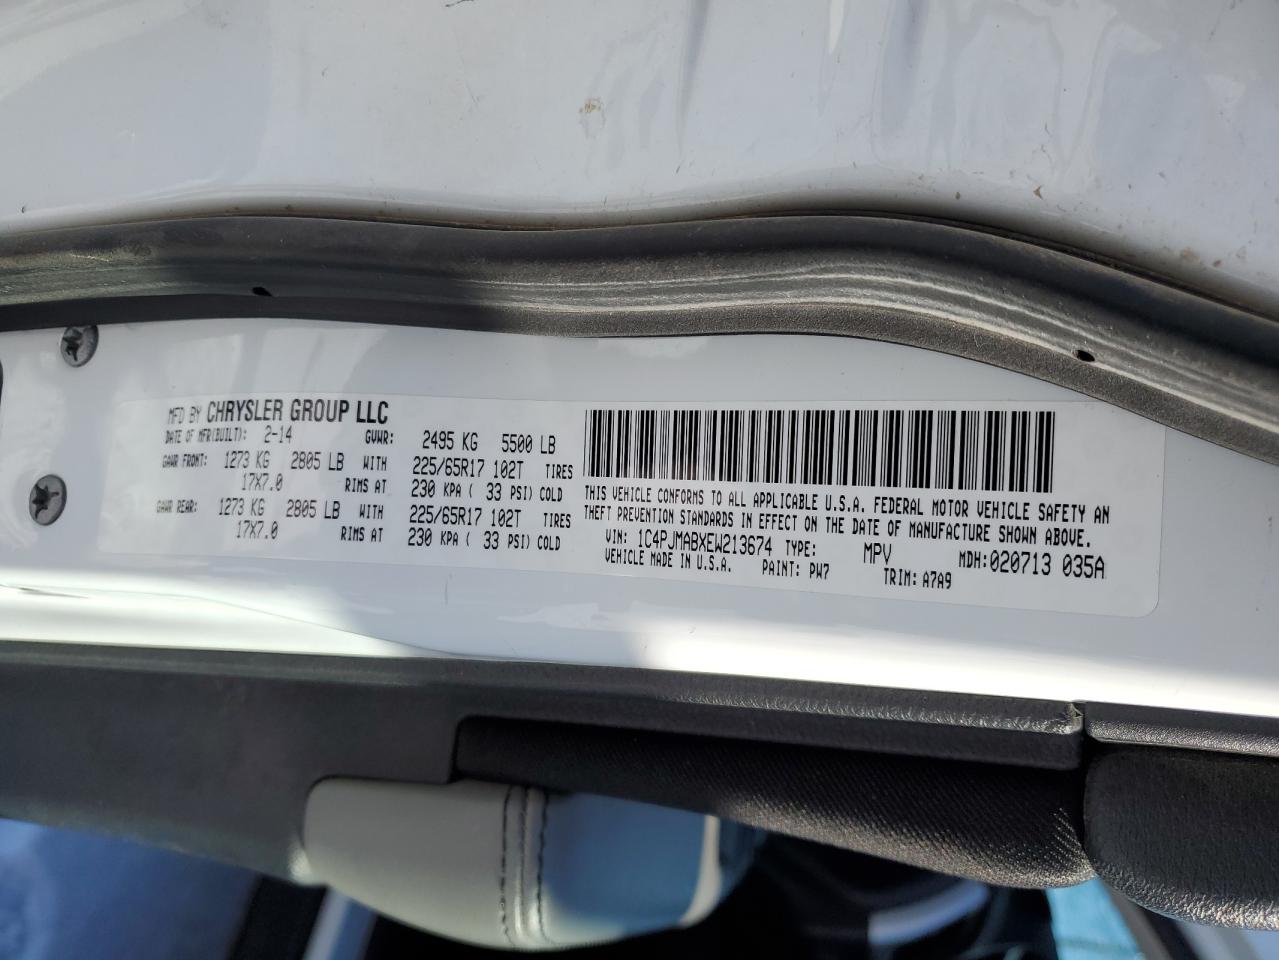 MFD BY CHRYSLER GROUP LLC
DATE OF MFR(BUILT): 2-14 GVWR: 2495 KG 5500 LB
GAWR FRONT: 1273 KG 2805 LB WITH 225/65R17 102T TIRES
17X7.0 RIMS AT 230 KPA ( 33 PSI) COLD
GAWR REAR: 1273 KG 2805 LB WITH 225/65R17 102T TIRES
17X7.0 RIMS AT 230 KPA ( 33 PSI) COLD
THIS VEHICLE CONFORMS TO ALL APPLICABLE U.S.A. FEDERAL MOTOR VEHICLE SAFETY AN
THEFT PREVENTION STANDARDS IN EFFECT ON THE DATE OF MANUFACTURE SHOWN ABOVE.
VIN: 1C4PJMABXEW213674 TYPE: MPV MDH:020713 035A
VEHICLE MADE IN U.S.A. PAINT: PW7 TRIM: A7A9